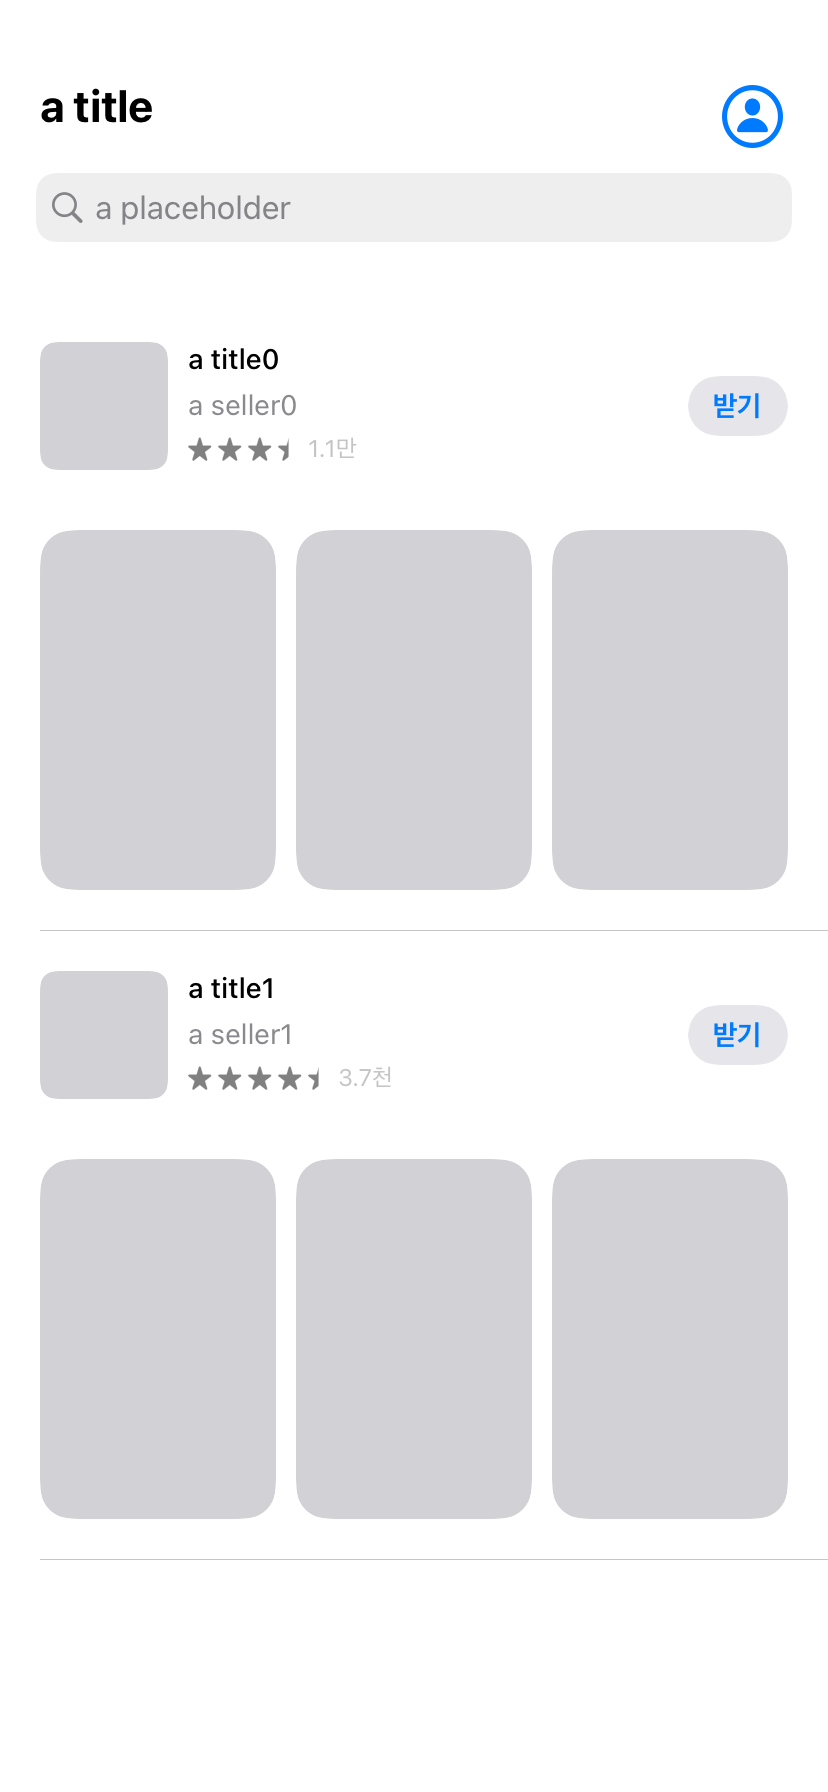 a title
a placeholder
a title0
a seller0
받기
1.1만
a title1
a seller1
받기
3.7천